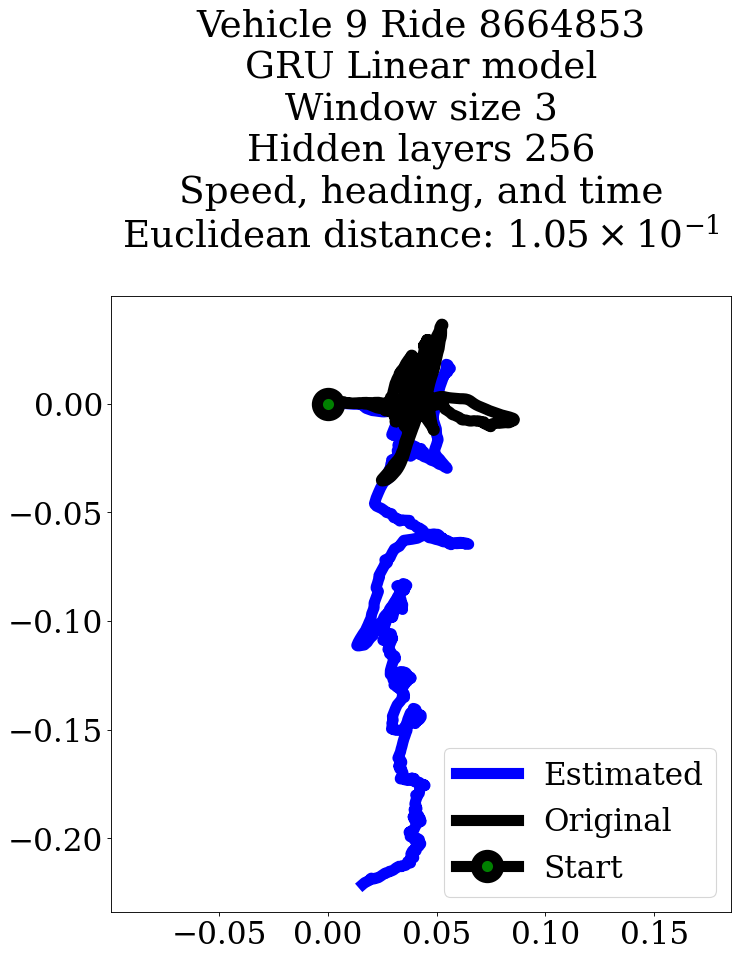 Vehicle 9 Ride 8664853
GRU Linear model
Window size 3
Hidden layers 256
Speed, heading, and time
Euclidean distance: 1.05 × 10⁻¹
0.00
−0.05
−0.10
−0.15
−0.20
Estimated
Original
Start
−0.05 0.00 0.05 0.10 0.15